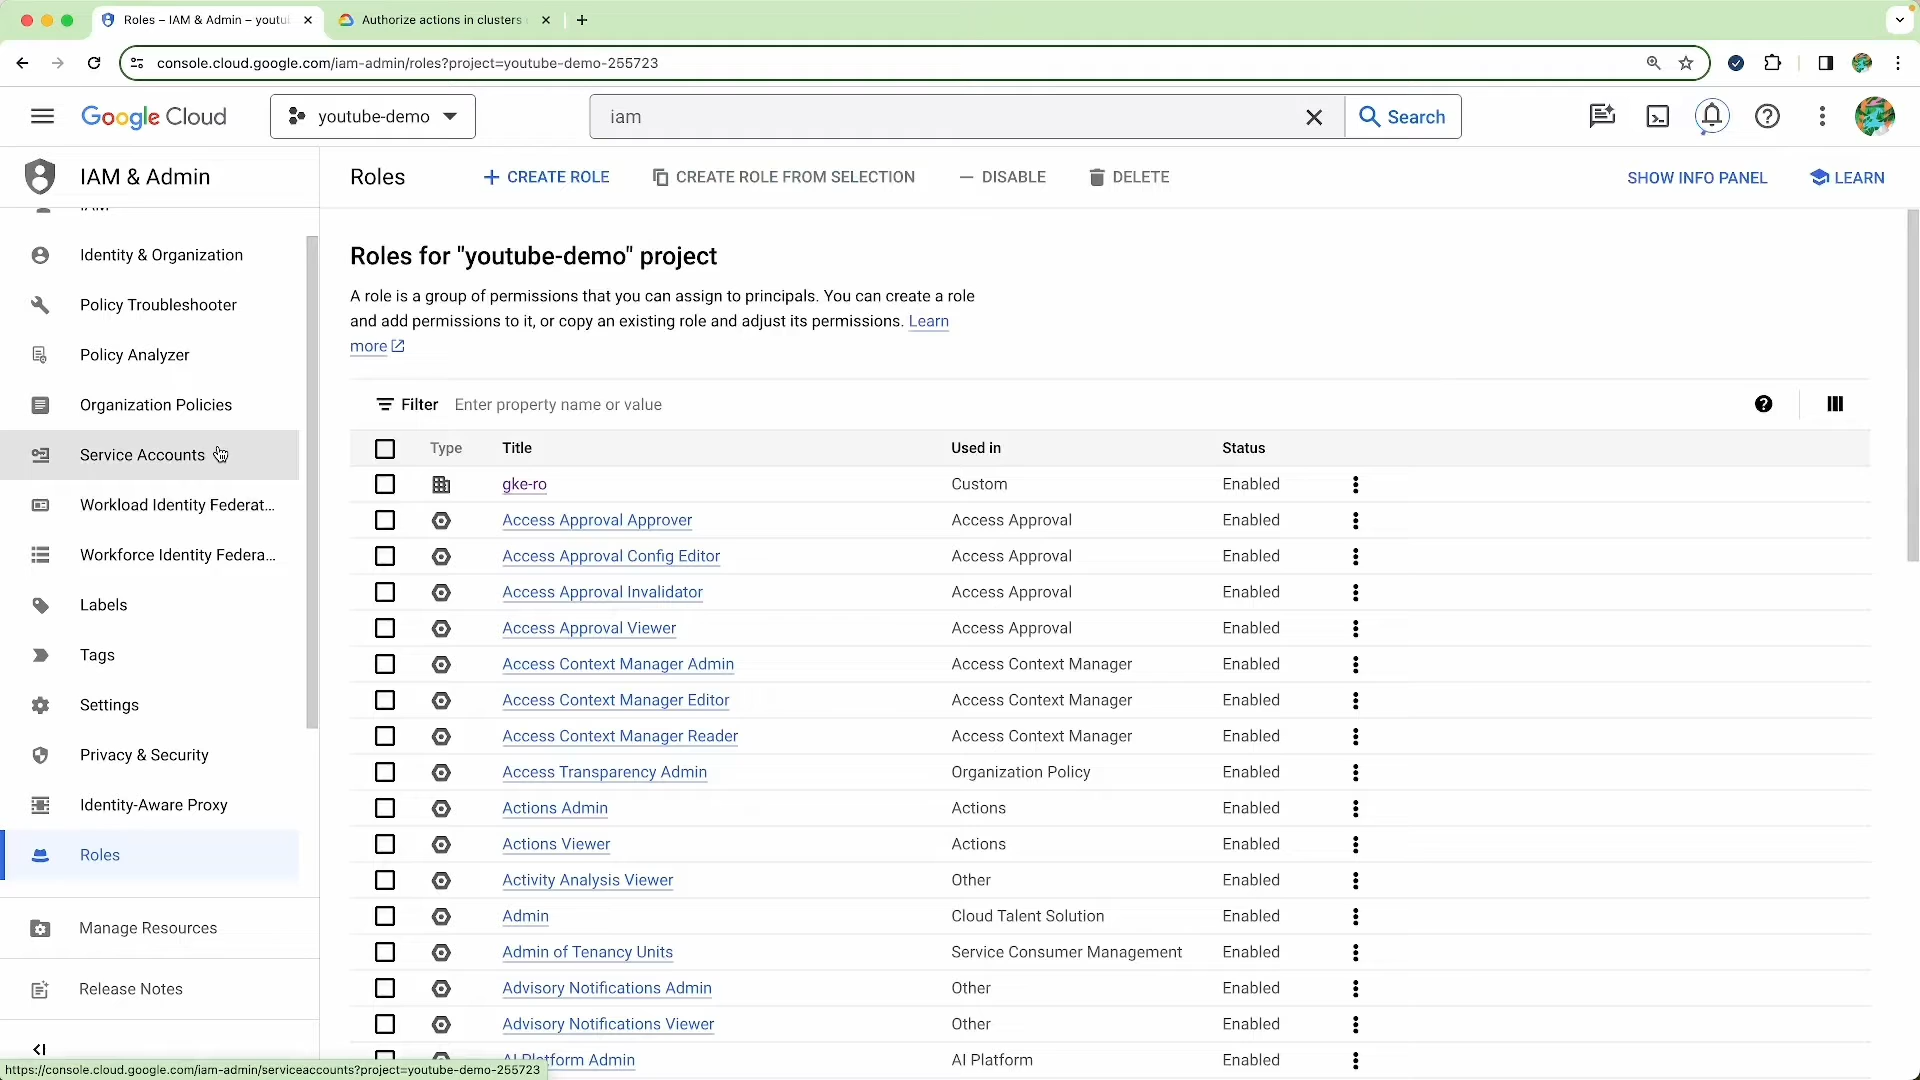 Roles – IAM & Admin – youtu
Authorize actions in clusters
console.cloud.google.com/iam-admin/roles?project=youtube-demo-255723
Google Cloud
youtube-demo
iam
Search
IAM & Admin
Roles
CREATE ROLE
CREATE ROLE FROM SELECTION
DISABLE
DELETE
SHOW INFO PANEL
LEARN
IAM
Identity & Organization
Policy Troubleshooter
Policy Analyzer
Organization Policies
Service Accounts
Workload Identity Federat...
Workforce Identity Federa...
Labels
Tags
Settings
Privacy & Security
Identity-Aware Proxy
Roles
Manage Resources
Release Notes
Roles for "youtube-demo" project
A role is a group of permissions that you can assign to principals. You can create a role
and add permissions to it, or copy an existing role and adjust its permissions. Learn
more
Filter Enter property name or value
Type Title Used in Status
gke-ro Custom Enabled
Access Approval Approver Access Approval Enabled
Access Approval Config Editor Access Approval Enabled
Access Approval Invalidator Access Approval Enabled
Access Approval Viewer Access Approval Enabled
Access Context Manager Admin Access Context Manager Enabled
Access Context Manager Editor Access Context Manager Enabled
Access Context Manager Reader Access Context Manager Enabled
Access Transparency Admin Organization Policy Enabled
Actions Admin Actions Enabled
Actions Viewer Actions Enabled
Activity Analysis Viewer Other Enabled
Admin Cloud Talent Solution Enabled
Admin of Tenancy Units Service Consumer Management Enabled
Advisory Notifications Admin Other Enabled
Advisory Notifications Viewer Other Enabled
AI Platform Admin AI Platform Enabled
https://console.cloud.google.com/iam-admin/serviceaccounts?project=youtube-demo-255723